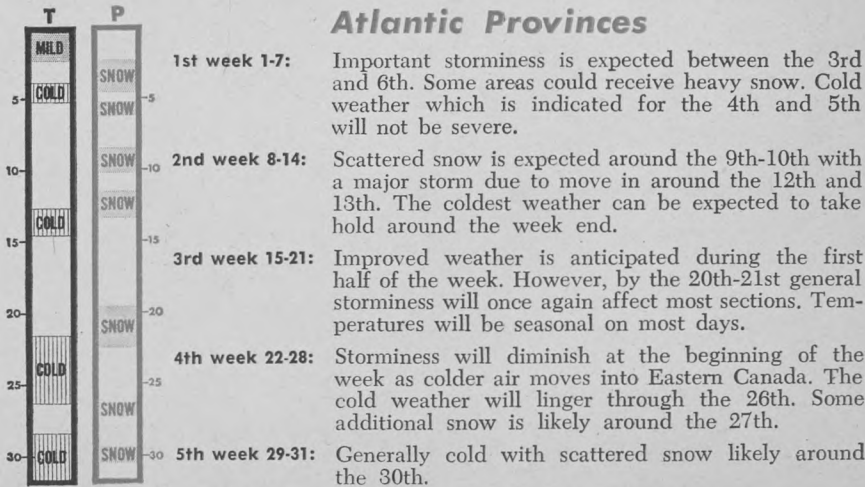 T P
Atlantic Provinces
MILD
COLD
COLD
COLD
COLD
5-
10-
15-
20-
25-
30-
SNOW
SNOW
SNOW
SNOW
SNOW
SNOW
SNOW
-5
-10
-15
-20
-25
-30
1st week 1-7: Important storminess is expected between the 3rd
and 6th. Some areas could receive heavy snow. Cold
weather which is indicated for the 4th and 5th
will not be severe.
2nd week 8-14: Scattered snow is expected around the 9th-10th with
a major storm due to move in around the 12th and
13th. The coldest weather can be expected to take
hold around the week end.
3rd week 15-21: Improved weather is anticipated during the first
half of the week. However, by the 20th-21st general
storminess will once again affect most sections. Tem-
peratures will be seasonal on most days.
4th week 22-28: Storminess will diminish at the beginning of the
week as colder air moves into Eastern Canada. The
cold weather will linger through the 26th. Some
additional snow is likely around the 27th.
5th week 29-31: Generally cold with scattered snow likely around
the 30th.